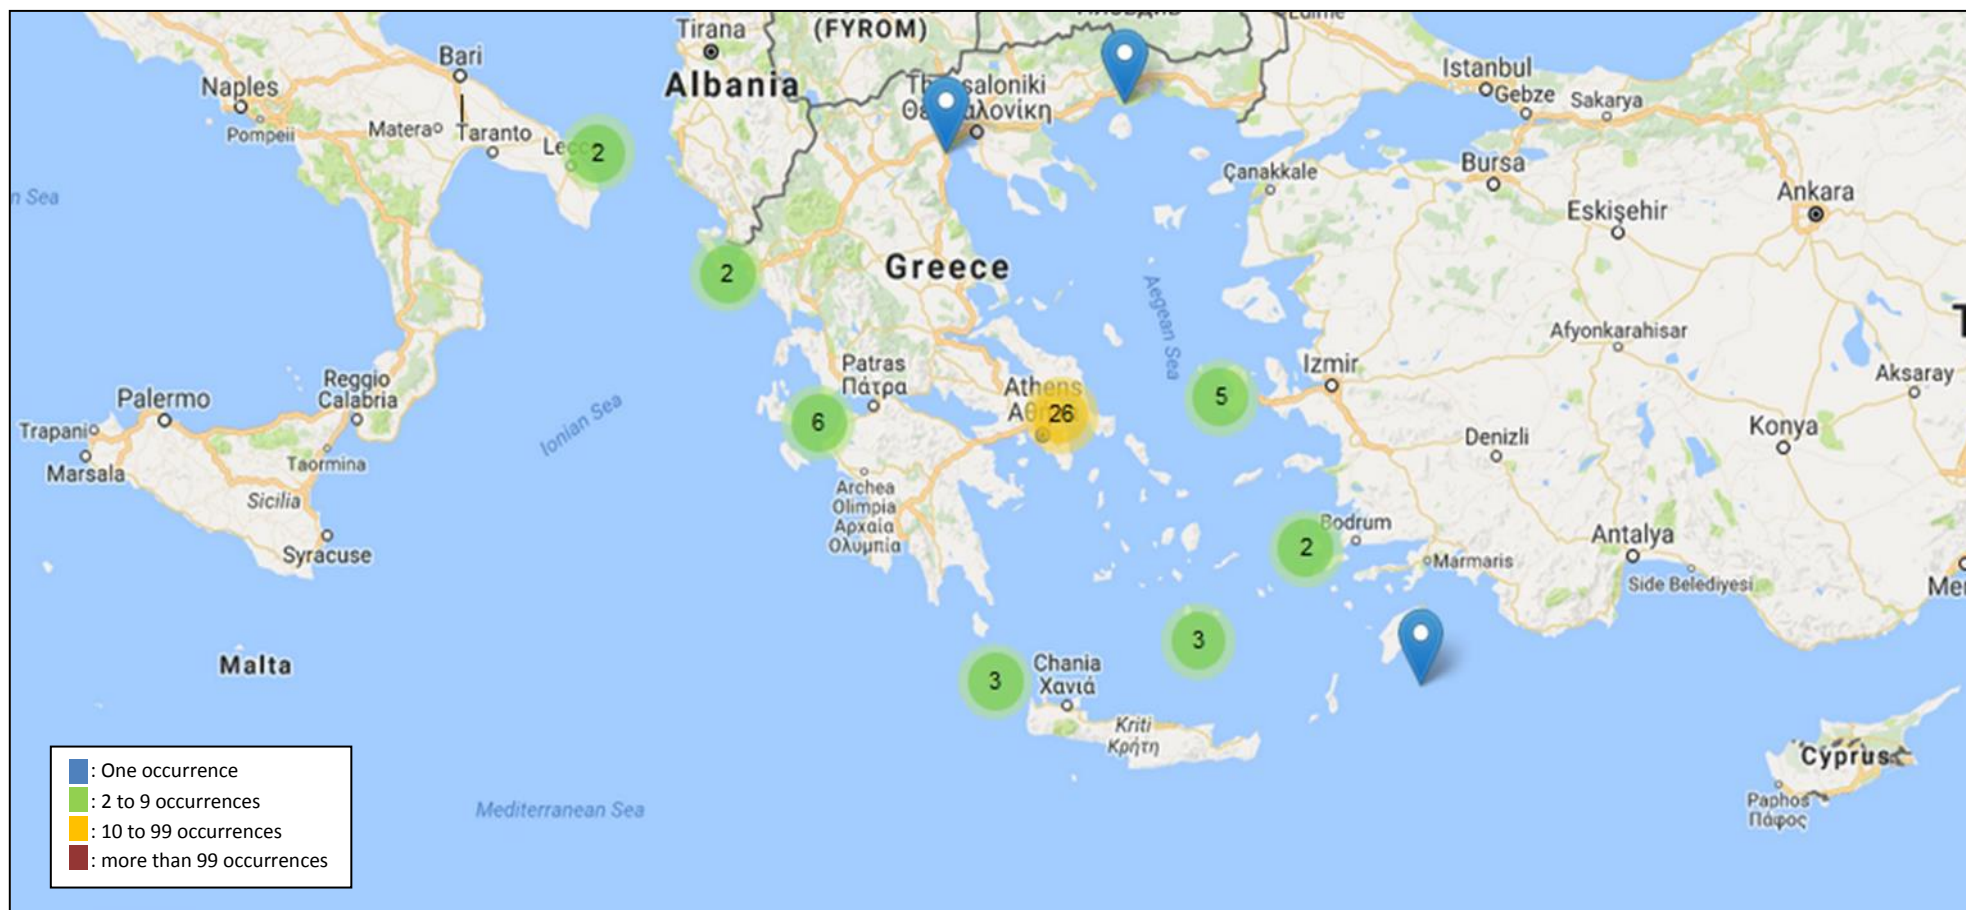 Tirana
(FYROM)
Albania
Bari
Naples
Pompeii
Matera
Taranto
2
Θε αλονίκη
Istanbul
Gebze
Sakarya
Bursa
Çanakkale
Ankara
Eskişehir
2
Greece
Aegean Sea
Afyonkarahisar
Izmir
Aksaray
Patras
Πάτρα
Athens
26
5
6
Reggio
Calabria
Palermo
Trapani
Marsala
Taormina
Sicilia
Syracuse
Ionian Sea
Denizli
Konya
Archea
Olimpia
Αρχαία
Ολυμπία
Bodrum
2
Marmaris
Antalya
Side Belediyesi
3
3
Chania
Χανιά
Kriti
Κρήτη
Malta
Cyprus
Paphos
Πάφος
Mediterranean Sea
: One occurrence
: 2 to 9 occurrences
: 10 to 99 occurrences
: more than 99 occurrences